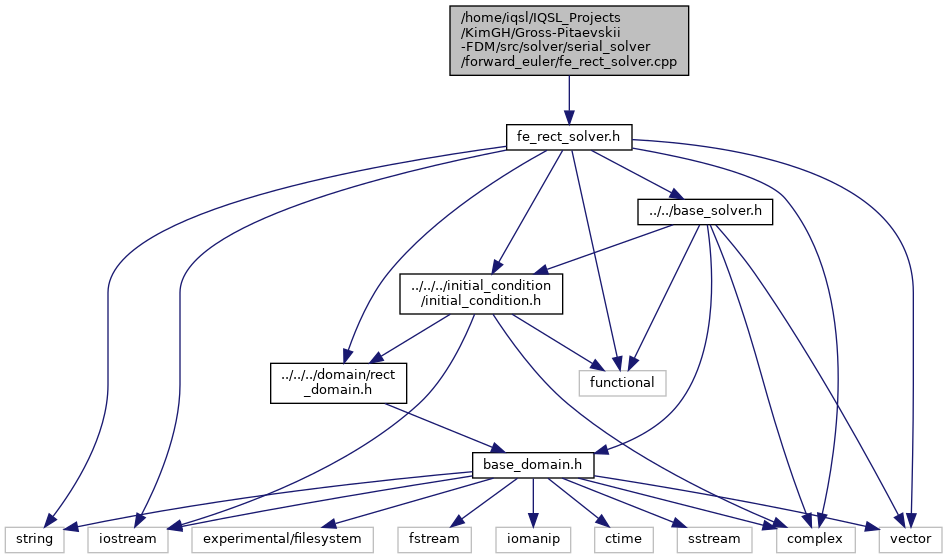 /home/iqsl/IQSL_Projects
/KimGH/Gross-Pitaevskii
-FDM/src/solver/serial_solver
/forward_euler/fe_rect_solver.cpp
fe_rect_solver.h
../../base_solver.h
../../../initial_condition
/initial_condition.h
../../../domain/rect
_domain.h
functional
base_domain.h
string
iostream
experimental/filesystem
fstream
iomanip
ctime
sstream
complex
vector